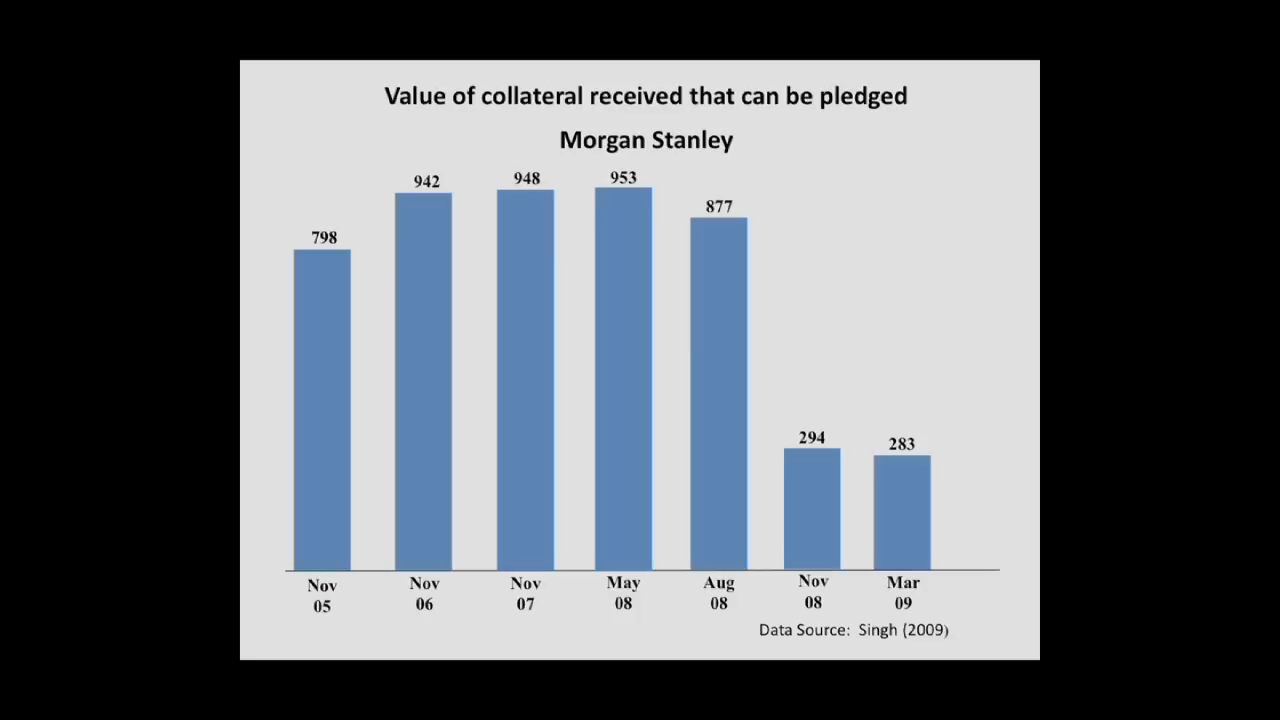 Value of collateral received that can be pledged
Morgan Stanley
798
942
948
953
877
294
283
Nov
05
Nov
06
Nov
07
May
08
Aug
08
Nov
08
Mar
09
Data Source: Singh (2009)